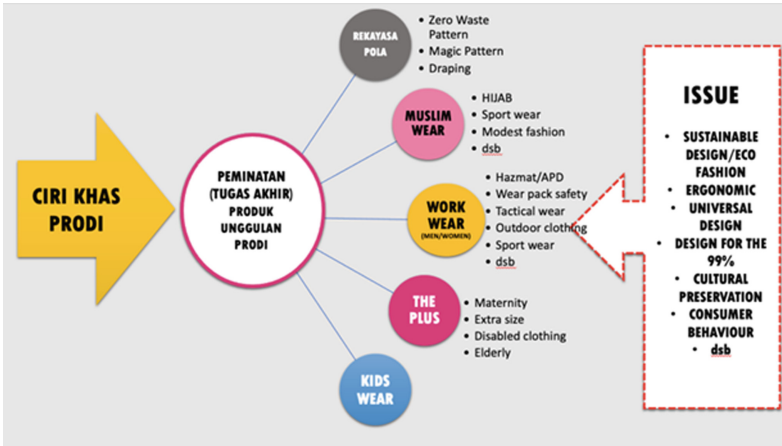 CIRI KHAS
PRODI
PEMINATAN
(TUGAS AKHIR)
PRODUK
UNGGULAN
PRODI
REKAYASA
POLA
• Zero Waste
Pattern
• Magic Pattern
• Draping
MUSLIM
WEAR
• HIJAB
• Sport wear
• Modest fashion
• dsb
WORK
WEAR
(MEN/WOMEN)
• Hazmat/APD
• Wear pack safety
• Tactical wear
• Outdoor clothing
• Sport wear
• dsb
THE
PLUS
• Maternity
• Extra size
• Disabled clothing
• Elderly
KIDS
WEAR
ISSUE
• SUSTAINABLE
DESIGN/ECO
FASHION
• ERGONOMIC
• UNIVERSAL
DESIGN
• DESIGN FOR THE
99%
• CULTURAL
PRESERVATION
• CONSUMER
BEHAVIOUR
• dsb